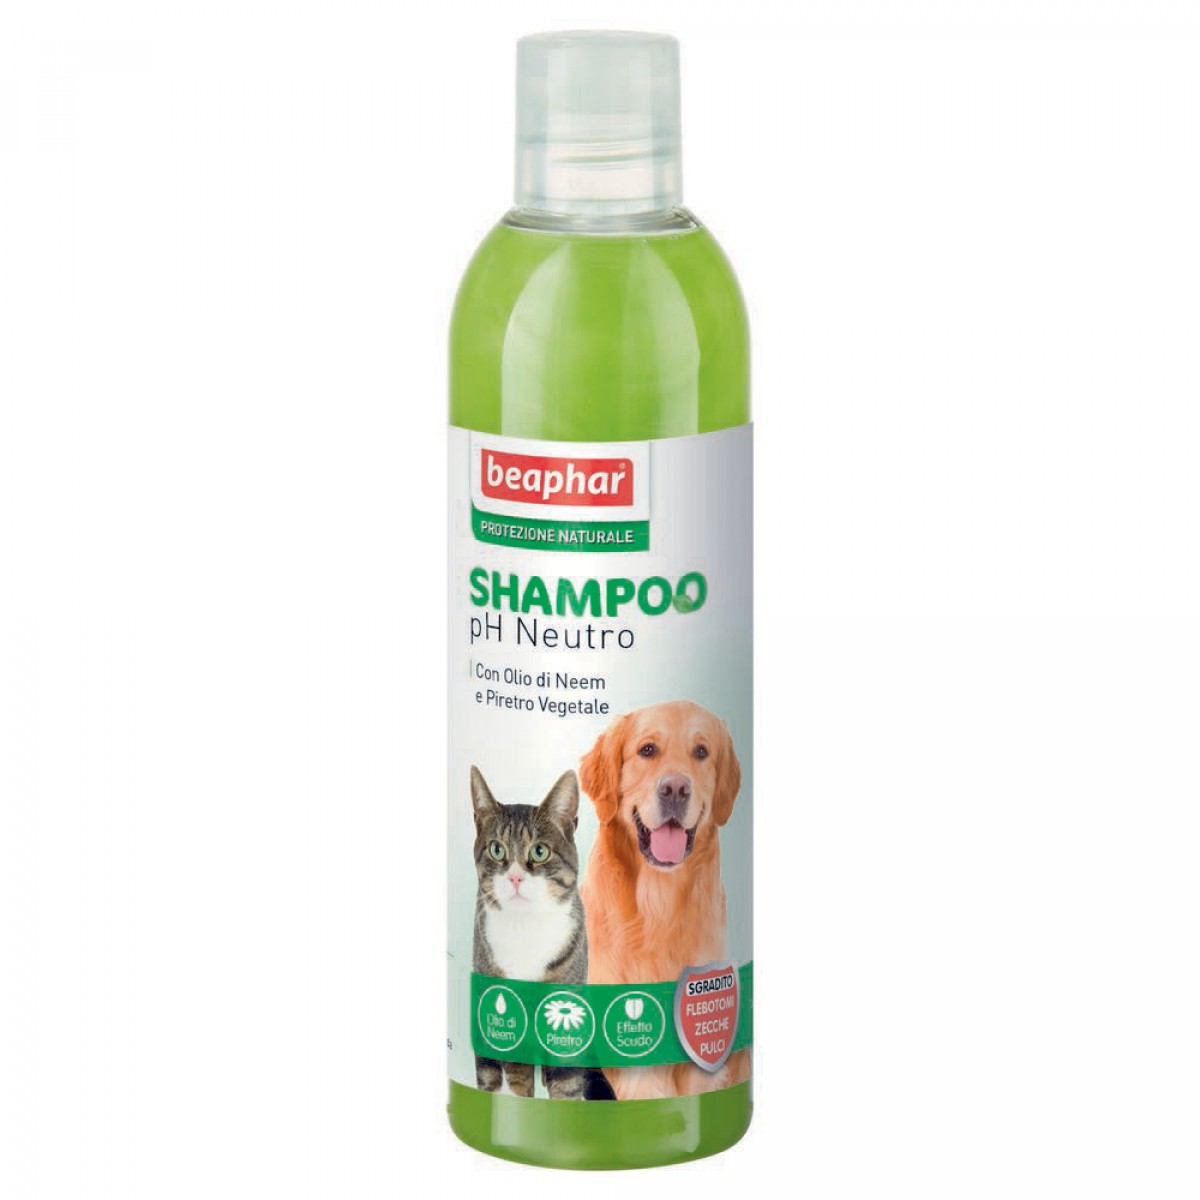 beaphar®
PROTEZIONE NATURALE
SHAMPOO
pH Neutro
Con Olio di Neem
e Piretro Vegetale
Olio di
Neem
Piretro
Effetto
Scudo
SGRADITO
FLEBOTOMI
ZECCHE
PULCI